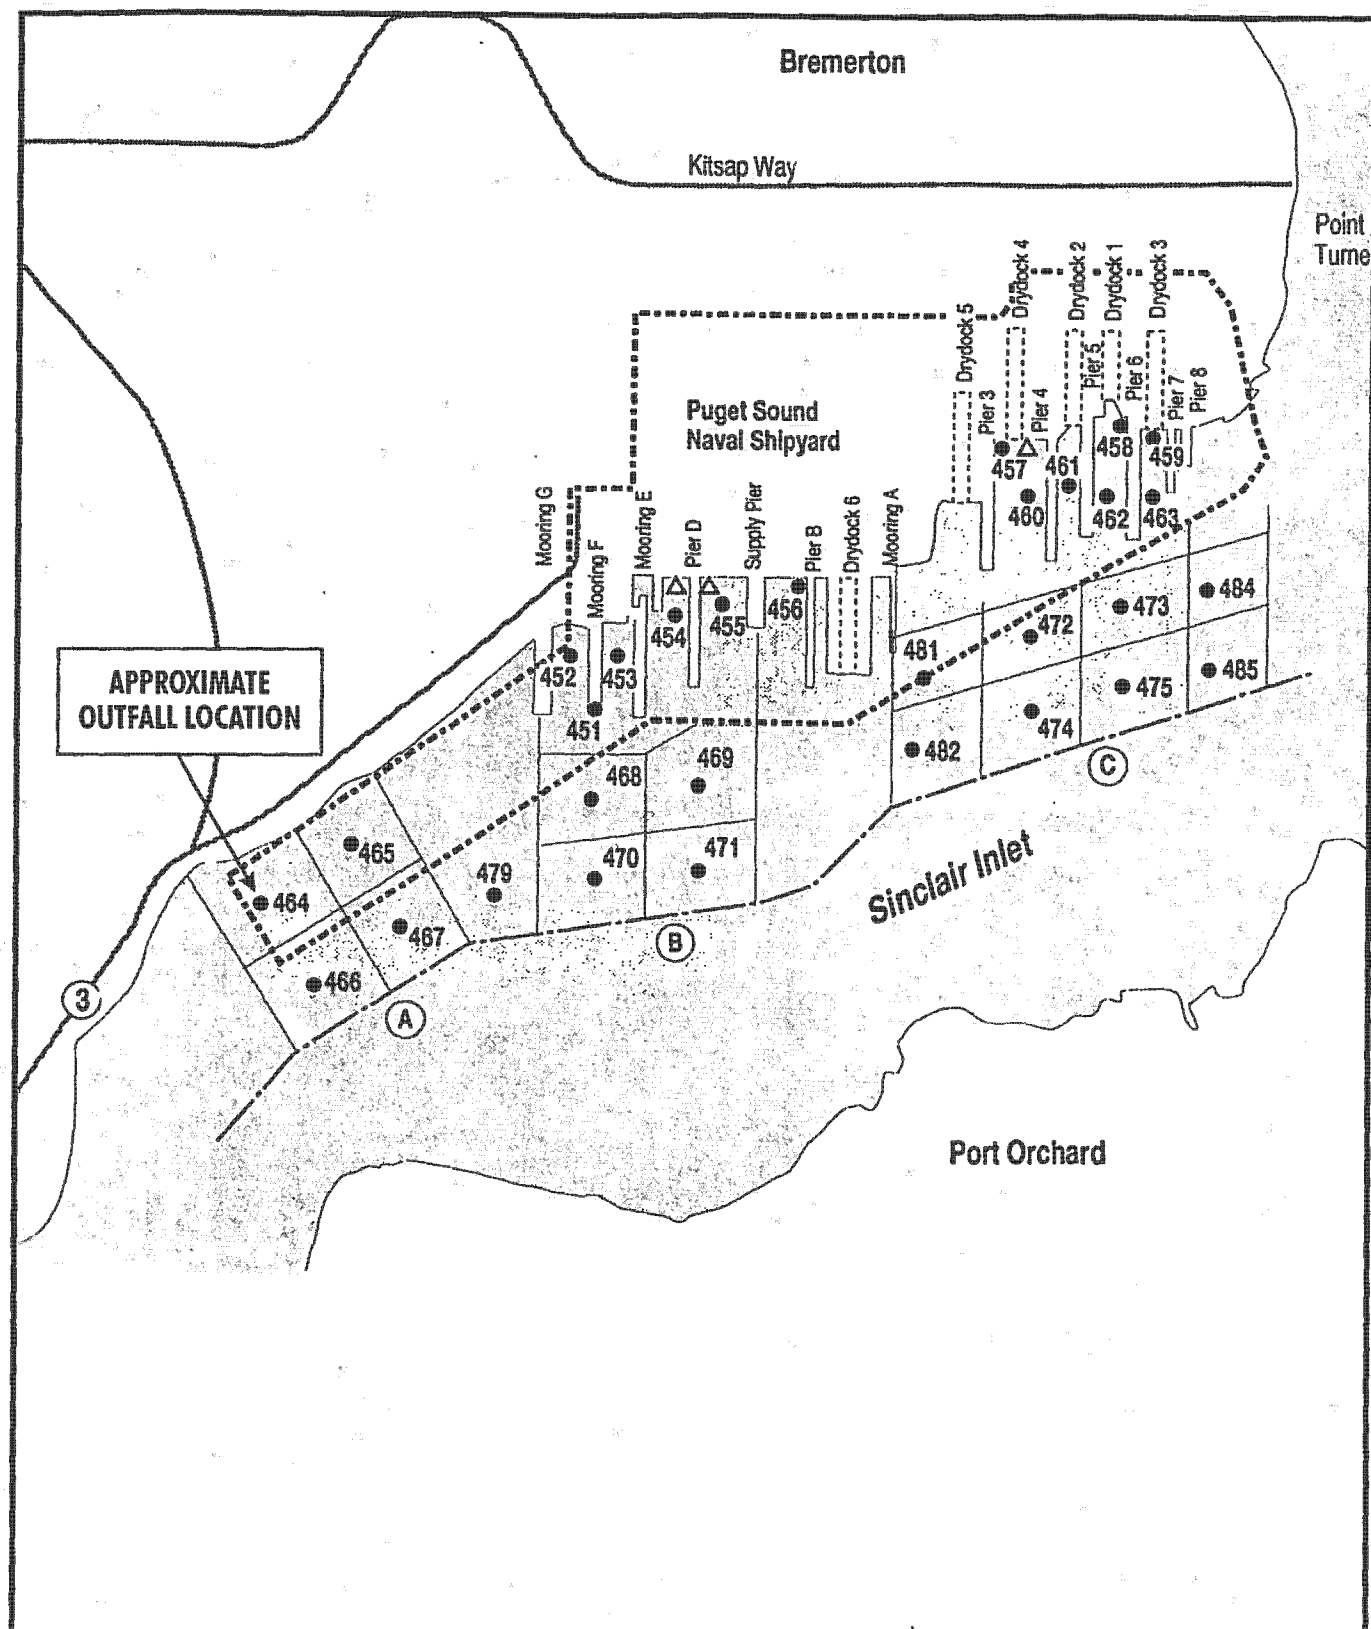 Bremerton
Kitsap Way
Point
Turne
Drydock 4
Drydock 2
Drydock 1
Drydock 3
Drydock 5
Pier 3
Pier 4
Pier 5
Pier 6
Pier 7
Pier 8
Puget Sound
Naval Shipyard
457
461
458
459
460
462
463
Mooring G
Mooring F
Mooring E
Pier D
Supply Pier
Pier B
Drydock 6
Mooring A
454
455
456
484
473
472
481
452
453
485
475
474
451
APPROXIMATE
OUTFALL LOCATION
482
C
468
469
465
479
470
471
Sinclair Inlet
464
467
B
466
3
A
Port Orchard